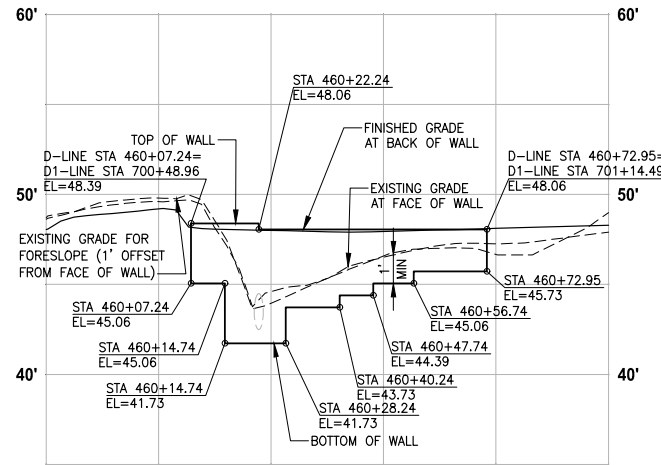 60'
60'
STA 460+22.24
EL=48.06
TOP OF WALL
FINISHED GRADE
AT BACK OF WALL
D-LINE STA 460+07.24=
D1-LINE STA 700+48.96
EL=48.39
D-LINE STA 460+72.95=
D1-LINE STA 701+14.49
EL=48.06
50'
50'
EXISTING GRADE
AT FACE OF WALL
EXISTING GRADE FOR
FORESLOPE (1' OFFSET
FROM FACE OF WALL)
1'
MIN
STA 460+07.24
EL=45.06
STA 460+72.95
EL=45.73
STA 460+56.74
EL=45.06
STA 460+14.74
EL=45.06
STA 460+47.74
EL=44.39
40'
40'
STA 460+14.74
EL=41.73
STA 460+40.24
EL=43.73
STA 460+28.24
EL=41.73
BOTTOM OF WALL